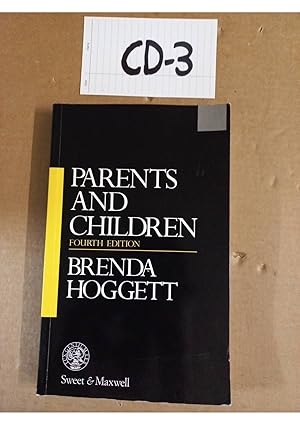 CD-3
PARENTS
AND
CHILDREN
FOURTH EDITION
BRENDA
HOGGETT
Sweet & Maxwell